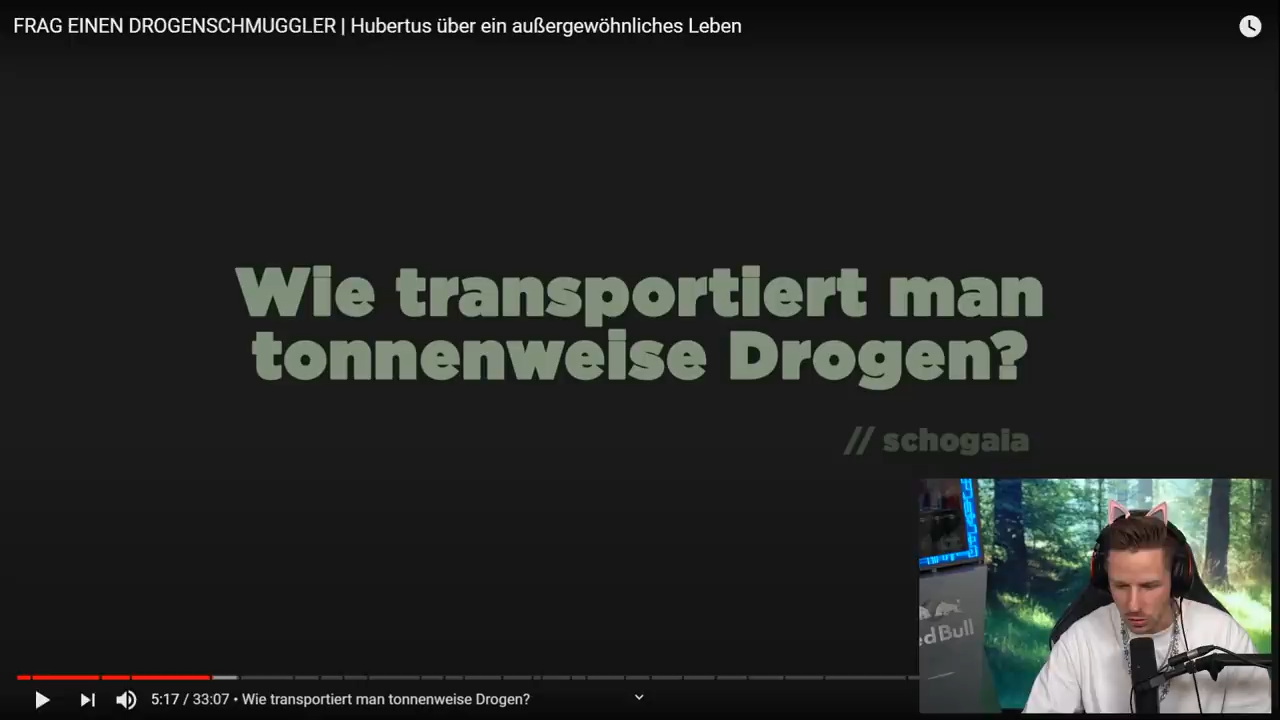 FRAG EINEN DROGENSCHMUGGLER | Hubertus über ein außergewöhnliches Leben
Wie transportiert man
tonnenweise Drogen?
// schogaia
edBull
5:17 / 33:07 • Wie transportiert man tonnenweise Drogen?